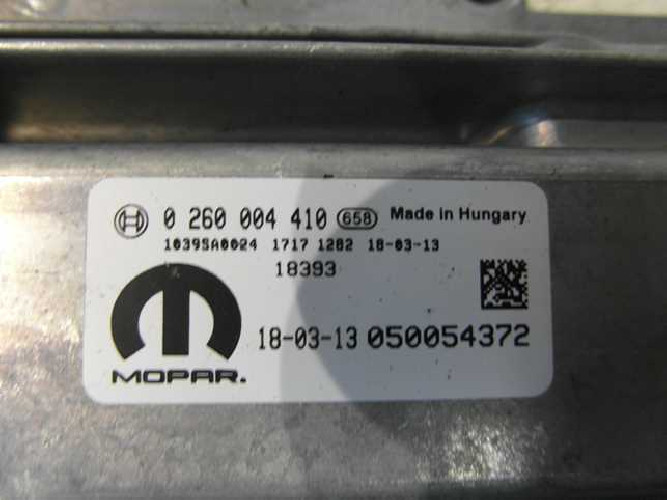 0 260 004 410 658 Made in Hungary
1039SA0024 1717 1282 18-03-13
18393
18-03-13 050054372
MOPAR.